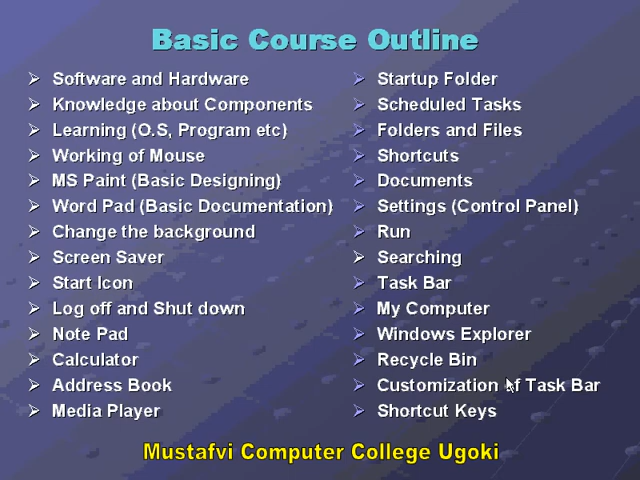 Basic Course Outline
Software and Hardware
Knowledge about Components
Learning (O.S, Program etc)
Working of Mouse
MS Paint (Basic Designing)
Word Pad (Basic Documentation)
Change the background
Screen Saver
Start Icon
Log off and Shut down
Note Pad
Calculator
Address Book
Media Player
Startup Folder
Scheduled Tasks
Folders and Files
Shortcuts
Documents
Settings (Control Panel)
Run
Searching
Task Bar
My Computer
Windows Explorer
Recycle Bin
Customization of Task Bar
Shortcut Keys
Mustafvi Computer College Ugoki